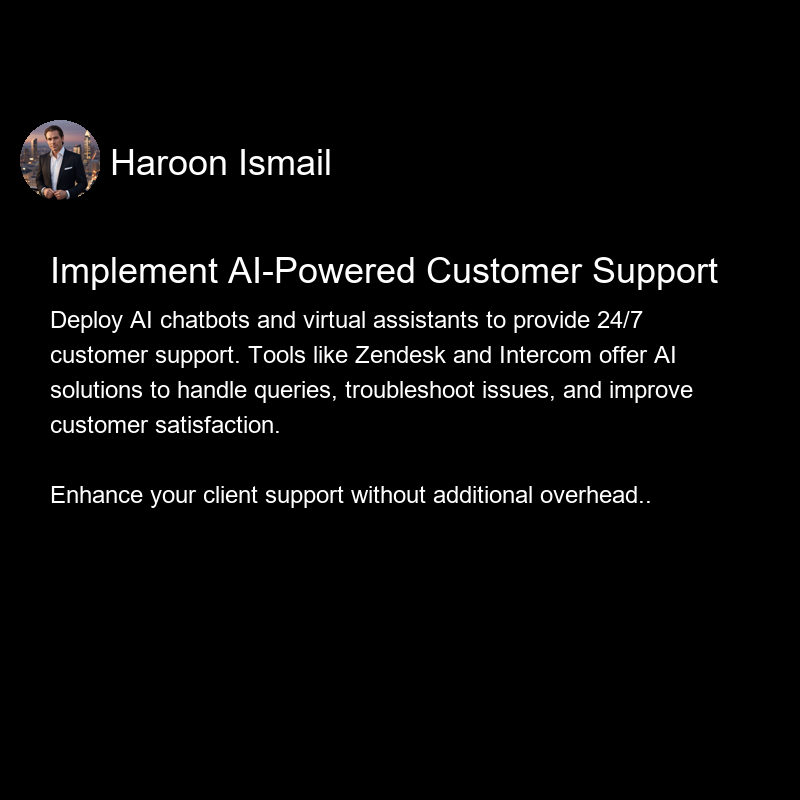 Haroon Ismail
Implement AI-Powered Customer Support
Deploy AI chatbots and virtual assistants to provide 24/7
customer support. Tools like Zendesk and Intercom offer AI
solutions to handle queries, troubleshoot issues, and improve
customer satisfaction.
Enhance your client support without additional overhead..